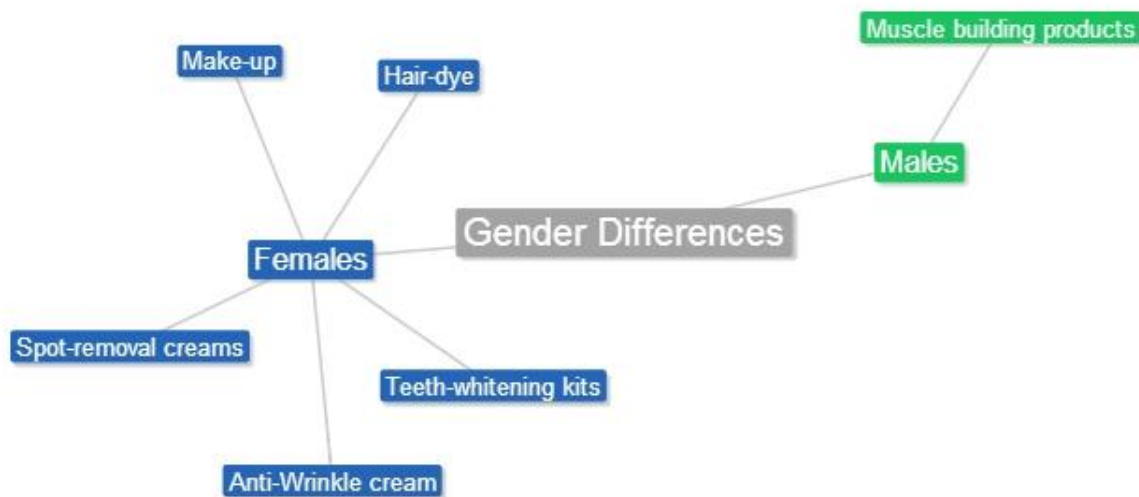 Muscle building products
Make-up
Hair-dye
Males
Gender Differences
Females
Spot-removal creams
Teeth-whitening kits
Anti-Wrinkle cream